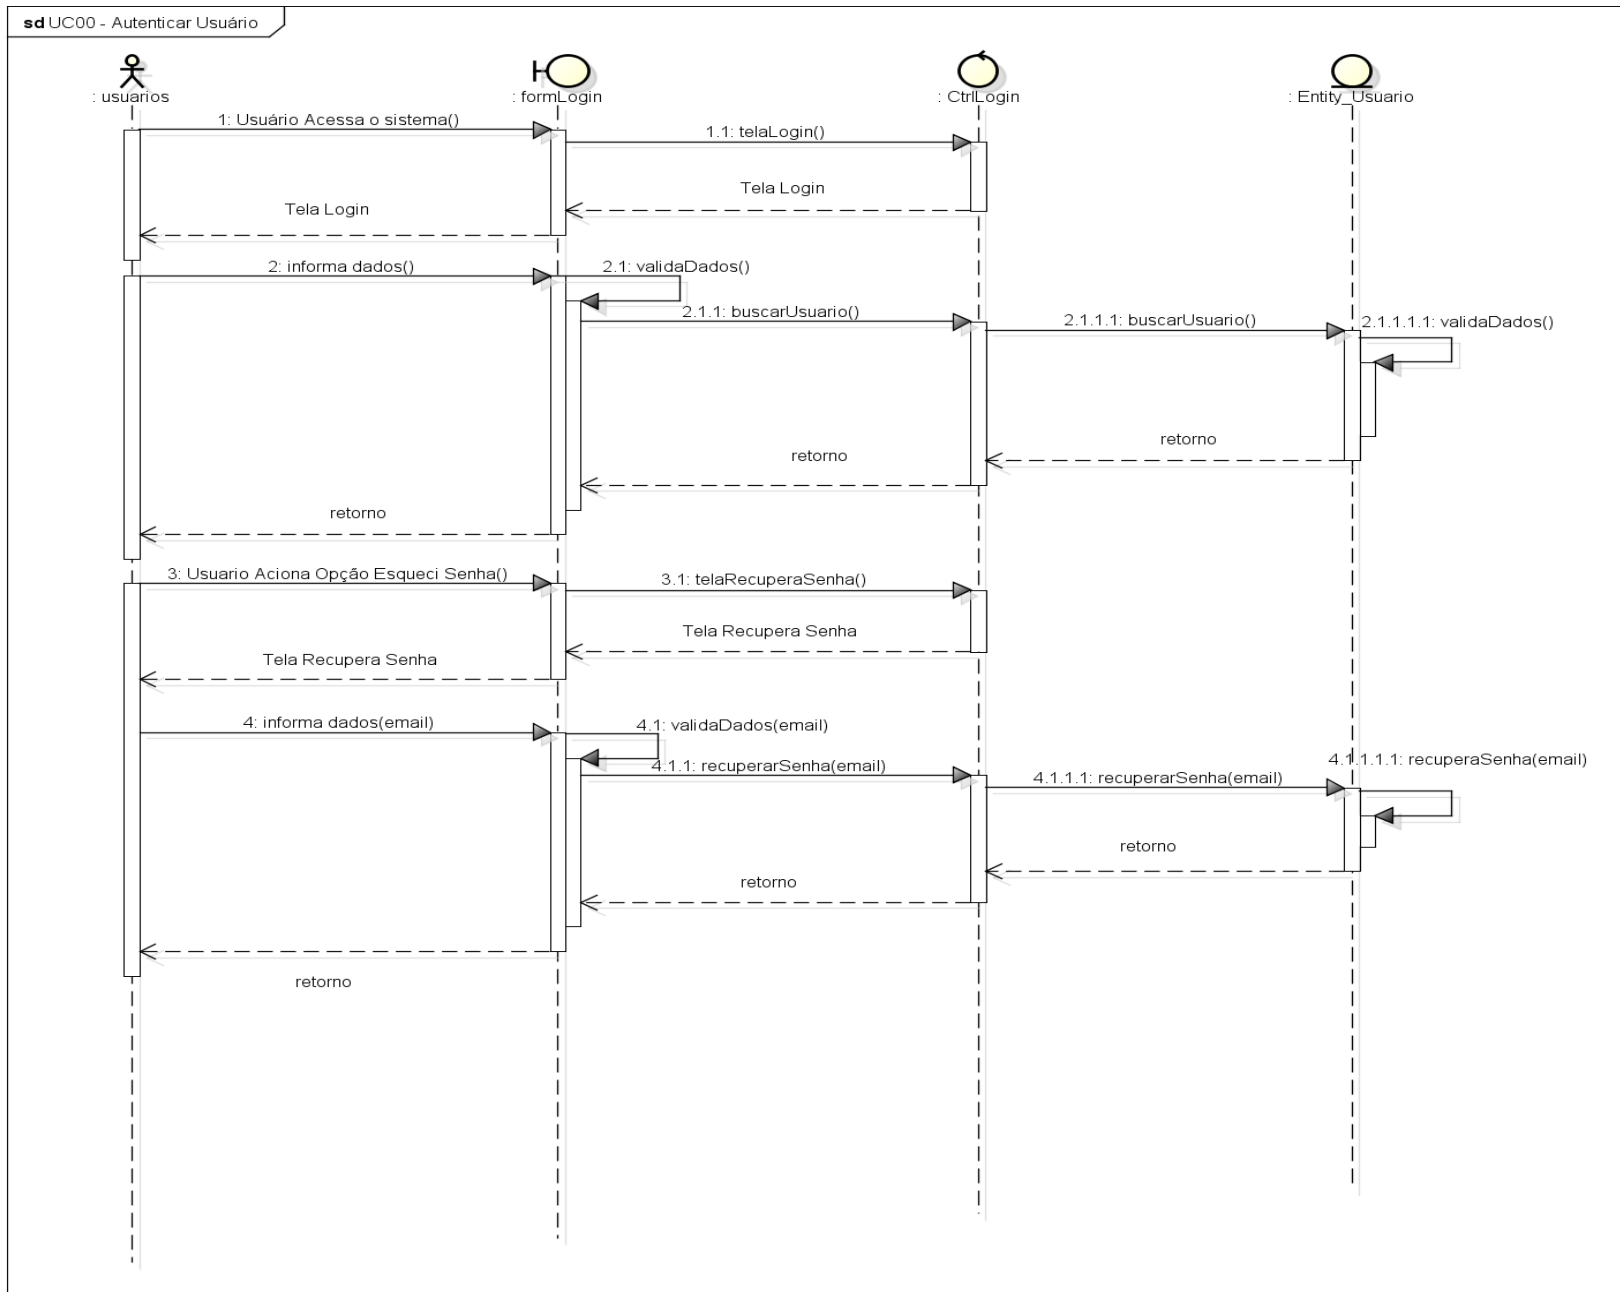 sd UC00 - Autenticar Usuário
: usuarios
: formLogin
: CtrlLogin
: Entity_Usuario
1: Usuário Acessa o sistema()
1.1: telaLogin()
Tela Login
Tela Login
2: informa dados()
2.1: validaDados()
2.1.1: buscarUsuario()
2.1.1.1: buscarUsuario()
2.1.1.1.1: validaDados()
retorno
retorno
retorno
3: Usuario Aciona Opção Esqueci Senha()
3.1: telaRecuperaSenha()
Tela Recupera Senha
Tela Recupera Senha
4: informa dados(email)
4.1: validaDados(email)
4.1.1: recuperarSenha(email)
4.1.1.1: recuperarSenha(email)
4.1.1.1.1: recuperaSenha(email)
retorno
retorno
retorno